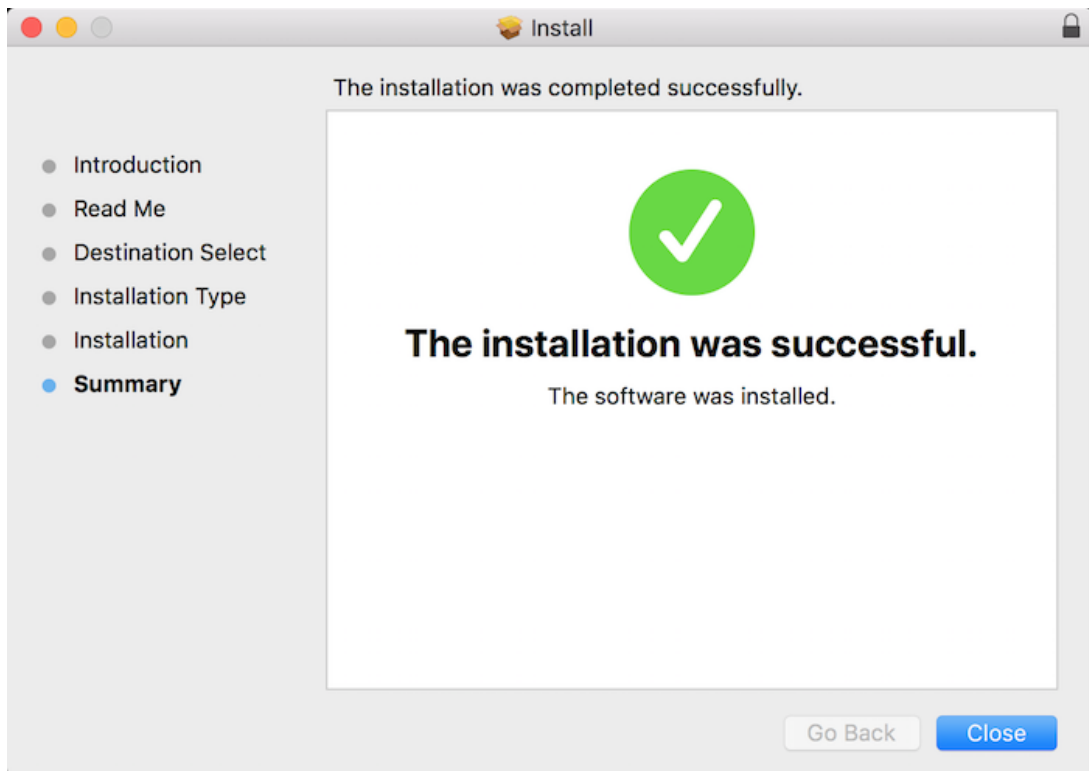 Install
The installation was completed successfully.
Introduction
Read Me
Destination Select
Installation Type
Installation
Summary
The installation was successful.
The software was installed.
Go Back
Close